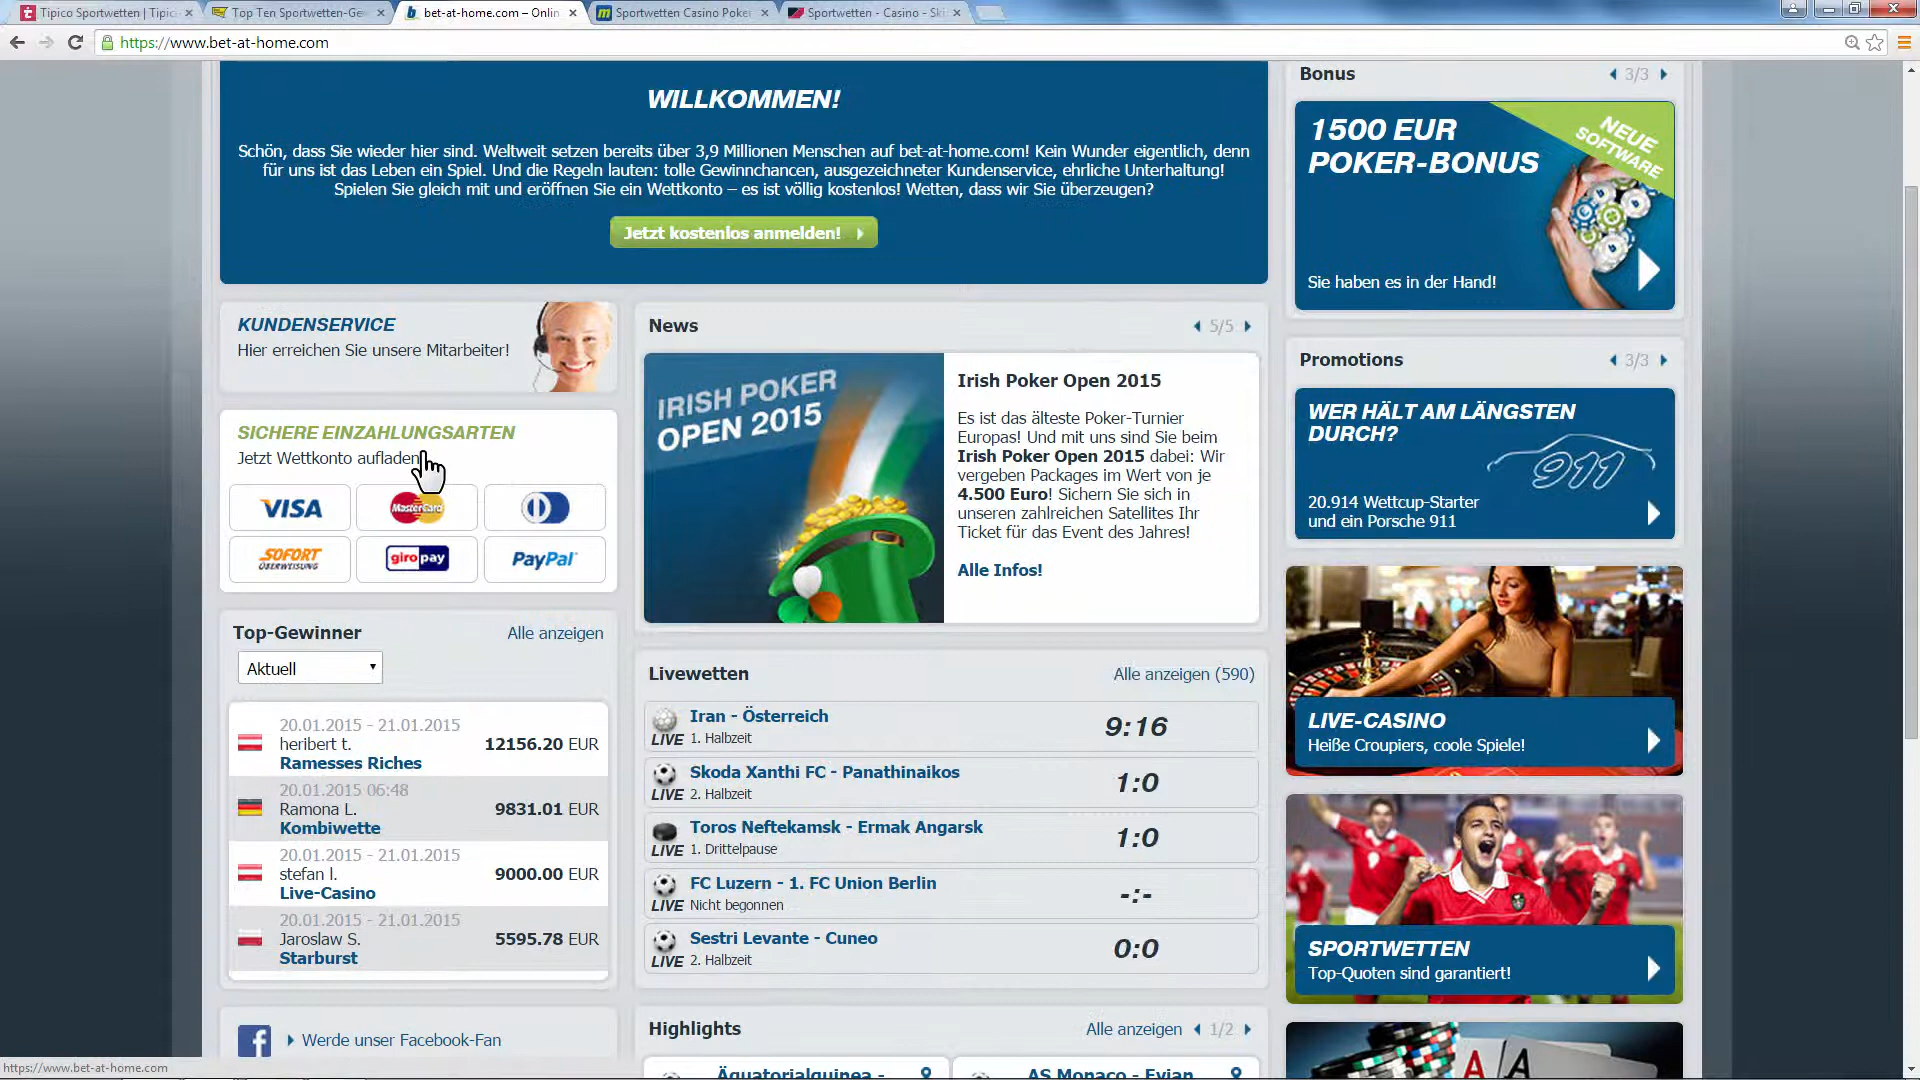 Tipico Sportwetten | Tipic
Top Ten Sportwetten-Ge
bet-at-home.com – Onlin
Sportwetten Casino Poke
Sportwetten - Casino - Ski
https://www.bet-at-home.com
WILLKOMMEN!
Schön, dass Sie wieder hier sind. Weltweit setzen bereits über 3,9 Millionen Menschen auf bet-at-home.com! Kein Wunder eigentlich, denn
für uns ist das Leben ein Spiel. Und die Regeln lauten: tolle Gewinnchancen, ausgezeichneter Kundenservice, ehrliche Unterhaltung!
Spielen Sie gleich mit und eröffnen Sie ein Wettkonto – es ist völlig kostenlos! Wetten, dass wir Sie überzeugen?
Jetzt kostenlos anmelden!
KUNDENSERVICE
Hier erreichen Sie unsere Mitarbeiter!
SICHERE EINZAHLUNGSARTEN
Jetzt Wettkonto aufladen
VISA
MasterCard
SOFORT
ÜBERWEISUNG
giropay
PayPal
Top-Gewinner
Alle anzeigen
Aktuell
20.01.2015 - 21.01.2015
heribert t.
12156.20 EUR
Ramesses Riches
20.01.2015 06:48
Ramona L.
9831.01 EUR
Kombiwette
20.01.2015 - 21.01.2015
stefan l.
9000.00 EUR
Live-Casino
20.01.2015 - 21.01.2015
Jaroslaw S.
5595.78 EUR
Starburst
Werde unser Facebook-Fan
News
5/5
IRISH POKER
OPEN 2015
Irish Poker Open 2015
Es ist das älteste Poker-Turnier
Europas! Und mit uns sind Sie beim
Irish Poker Open 2015 dabei: Wir
vergeben Packages im Wert von je
4.500 Euro! Sichern Sie sich in
unseren zahlreichen Satellites Ihr
Ticket für das Event des Jahres!
Alle Infos!
Livewetten
Alle anzeigen (590)
Iran - Österreich
LIVE 1. Halbzeit
9:16
Skoda Xanthi FC - Panathinaikos
LIVE 2. Halbzeit
1:0
Toros Neftekamsk - Ermak Angarsk
LIVE 1. Drittelpause
1:0
FC Luzern - 1. FC Union Berlin
LIVE Nicht begonnen
-:-
Sestri Levante - Cuneo
LIVE 2. Halbzeit
0:0
Highlights
Alle anzeigen
1/2
Äquatorialguinea -
AS Monaco - Evian
Bonus
3/3
1500 EUR
POKER-BONUS
NEUE
SOFTWARE
Sie haben es in der Hand!
Promotions
3/3
WER HÄLT AM LÄNGSTEN
DURCH?
911
20.914 Wettcup-Starter
und ein Porsche 911
LIVE-CASINO
Heiße Croupiers, coole Spiele!
SPORTWETTEN
Top-Quoten sind garantiert!
A A
https://www.bet-at-home.com